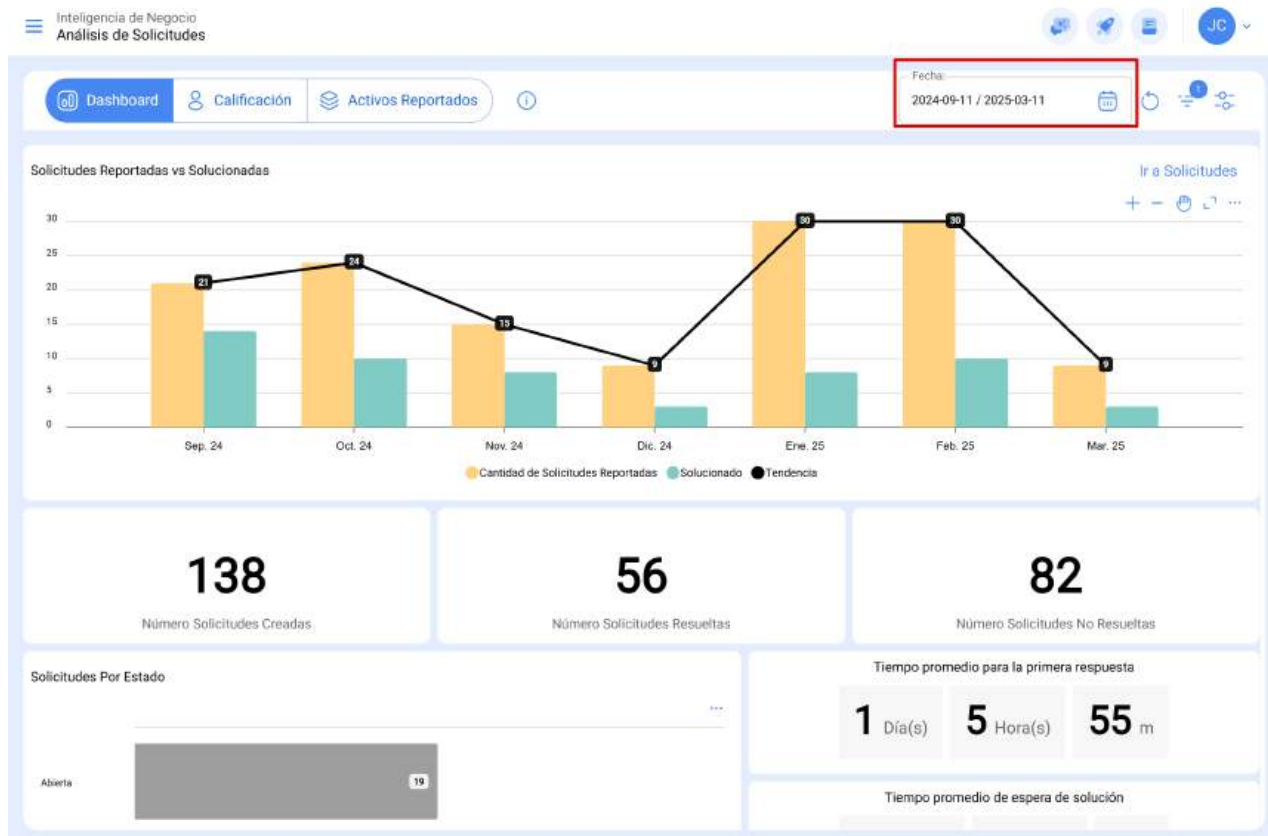 Inteligencia de Negocio
Análisis de Solicitudes
JC
Dashboard
Calificación
Activos Reportados
Fecha:
2024-09-11 / 2025-03-11
1
Solicitudes Reportadas vs Solucionadas
Ir a Solicitudes
30
25
20
15
10
5
0
21
24
15
9
30
30
9
Sep. 24
Oct. 24
Nov. 24
Dic. 24
Ene. 25
Feb. 25
Mar. 25
Cantidad de Solicitudes Reportadas
Solucionado
Tendencia
138
Número Solicitudes Creadas
56
Número Solicitudes Resueltas
82
Número Solicitudes No Resueltas
Solicitudes Por Estado
Abierta
19
Tiempo promedio para la primera respuesta
1 Día(s) 5 Hora(s) 55 m
Tiempo promedio de espera de solución